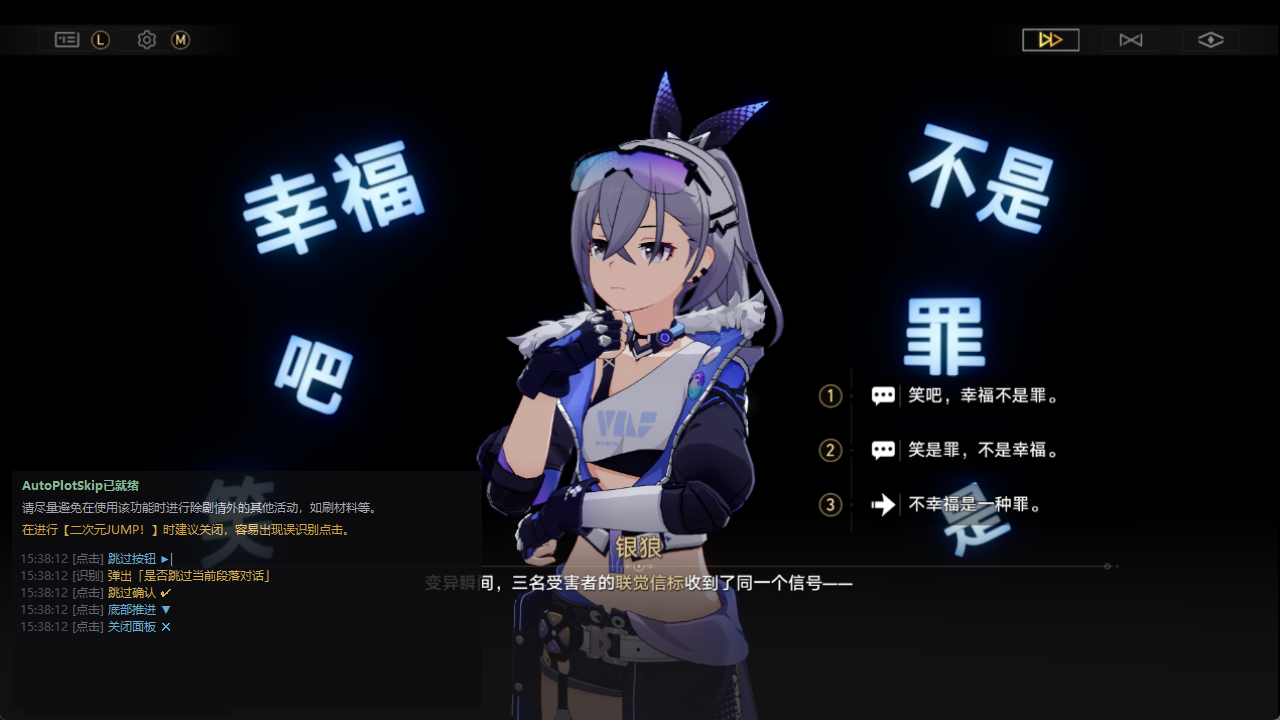 L
M
幸福
不是
吧
罪
笑
是
1 笑吧，幸福不是罪。
2 笑是罪，不是幸福。
3 不幸福是一种罪。
银狼
变异瞬间，三名受害者的联觉信标收到了同一个信号——
AutoPlotSkip已就绪
请尽量避免在使用该功能时进行除剧情外的其他活动，如刷材料等。
在进行【二次元JUMP！】时建议关闭，容易出现误识别点击。
15:38:12 [点击] 跳过按钮 ▸|
15:38:12 [识别] 弹出「是否跳过当前段落对话」
15:38:12 [点击] 跳过确认 ✓
15:38:12 [点击] 底部推进 ▼
15:38:12 [点击] 关闭面板 ✕